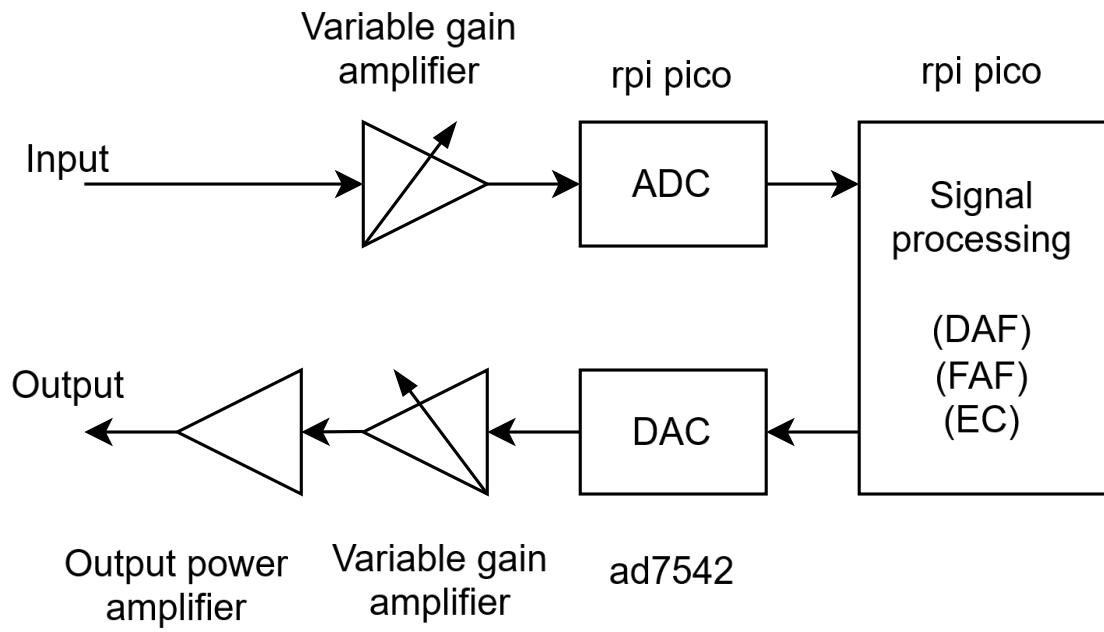 Variable gain
amplifier
rpi pico
rpi pico
Input
ADC
Signal
processing
(DAF)
(FAF)
(EC)
Output
DAC
Output power
amplifier
Variable gain
amplifier
ad7542